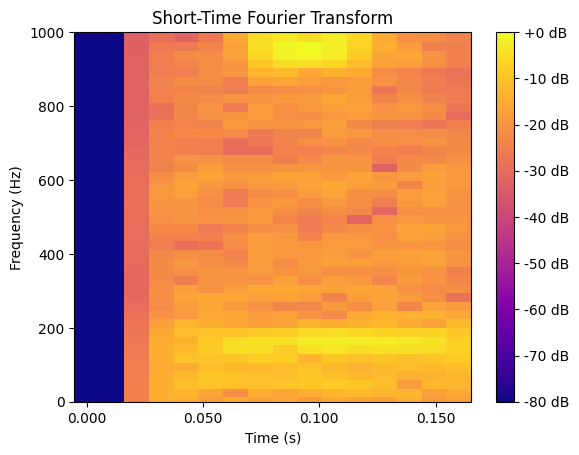 Short-Time Fourier Transform
1000
800
600
400
200
0
Frequency (Hz)
0.000
0.050
0.100
0.150
Time (s)
+0 dB
-10 dB
-20 dB
-30 dB
-40 dB
-50 dB
-60 dB
-70 dB
-80 dB